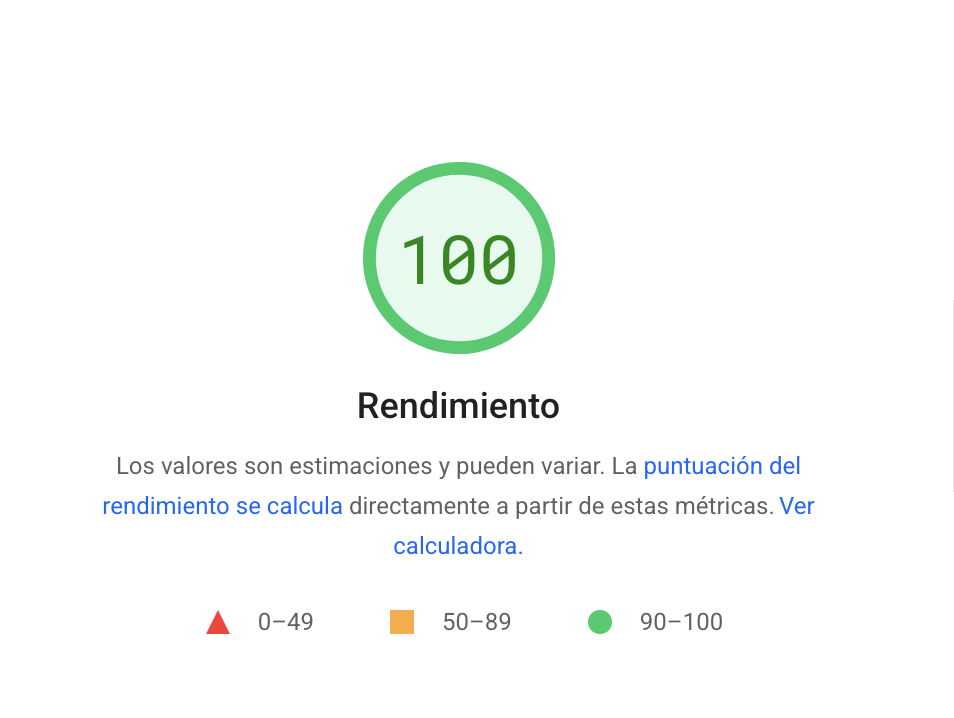 100
Rendimiento
Los valores son estimaciones y pueden variar. La puntuación del
rendimiento se calcula directamente a partir de estas métricas. Ver
calculadora.
0–49 50–89 90–100